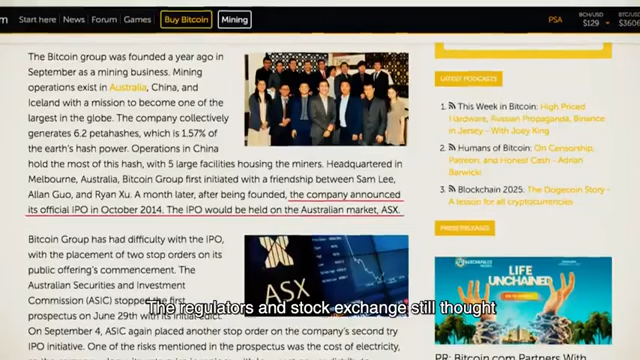 m Start here News Forum Games Buy Bitcoin Mining PSA BCH/USD BTC/USD
$129 $3606
The Bitcoin group was founded a year ago in
September as a mining business. Mining
operations exist in Australia, China, and
Iceland with a mission to become one of the
largest in the globe. The company collectively
generates 6.2 petahashes, which is 1.57% of
the earth's hash power. Operations in China
hold the most of this hash, with 5 large facilities housing the miners. Headquartered in
Melbourne, Australia, Bitcoin Group first initiated with a friendship between Sam Lee,
Allan Guo, and Ryan Xu. A month later, after being founded, the company announced
its official IPO in October 2014. The IPO would be held on the Australian market, ASX.
Bitcoin Group has had difficulty with the IPO,
with the placement of two stop orders on its
public offering's commencement. The
Australian Securities and Investment
Commission (ASIC) stopped the first
prospectus on June 29th with its initial edict.
On September 4, ASIC again placed another stop order on the company's second try
IPO initiative. One of the risks mentioned in the prospectus was the cost of electricity,
ASX
The regulators and stock exchange still thought
LATEST PODCASTS
1. This Week in Bitcoin: High Priced
Hardware, Russian Propaganda, Binance
in Jersey - With Joey King
2. Humans of Bitcoin: On Censorship,
Patreon, and Honest Cash - Adrian
Barwicki
3. Blockchain 2025: The Dogecoin Story -
A lesson for all cryptocurrencies
PRESS RELEASES
LIFE
UNCHAINED
PR: Bitcoin.com Partners With